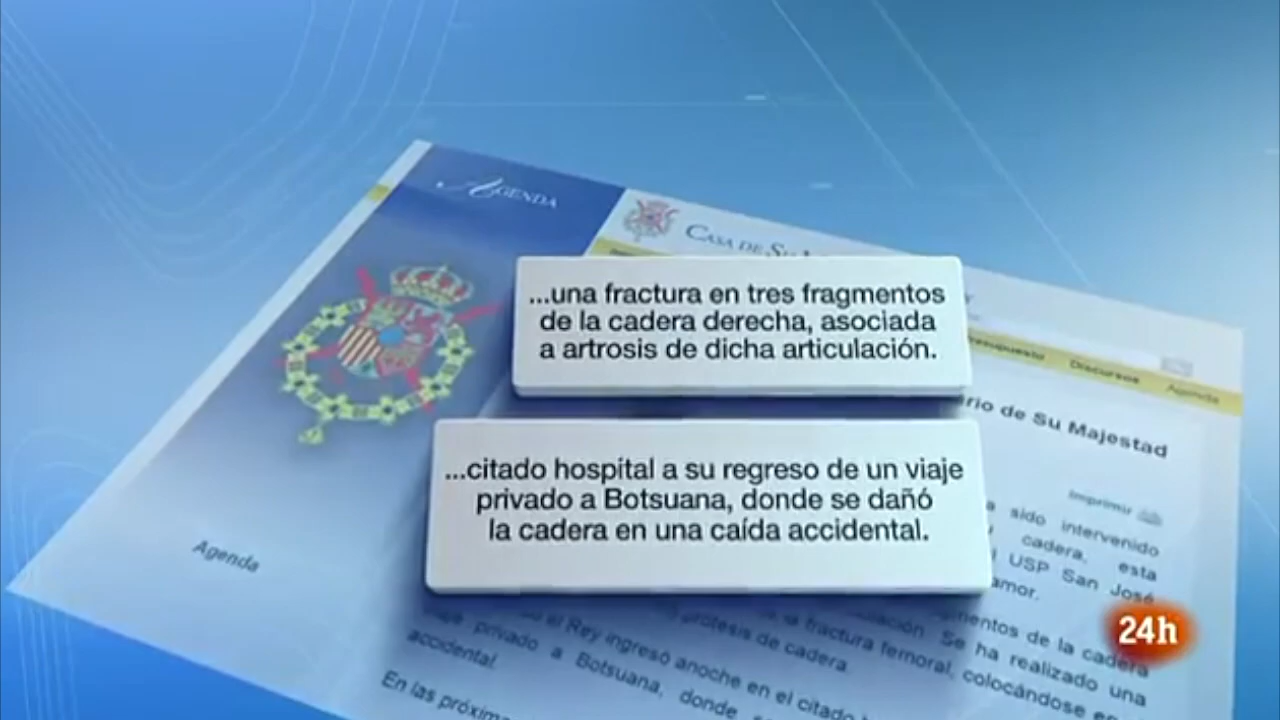 AGENDA
CASA DE SU
...una fractura en tres fragmentos
de la cadera derecha, asociada
a artrosis de dicha articulación.
Discursos
Agenda
rio de Su Majestad
Imprimir
...citado hospital a su regreso de un viaje
privado a Botsuana, donde se dañó
la cadera en una caída accidental.
sido intervenido
cadera, esta
USP San José
amor.
Agenda
el Rey ingresó anoche en el citado
privado a Botsuana, donde
accidental.
En las próxim
fractura femoral, colocándose en
prótesis de cadera.
Se ha realizado una
mentos de la cadera
24h